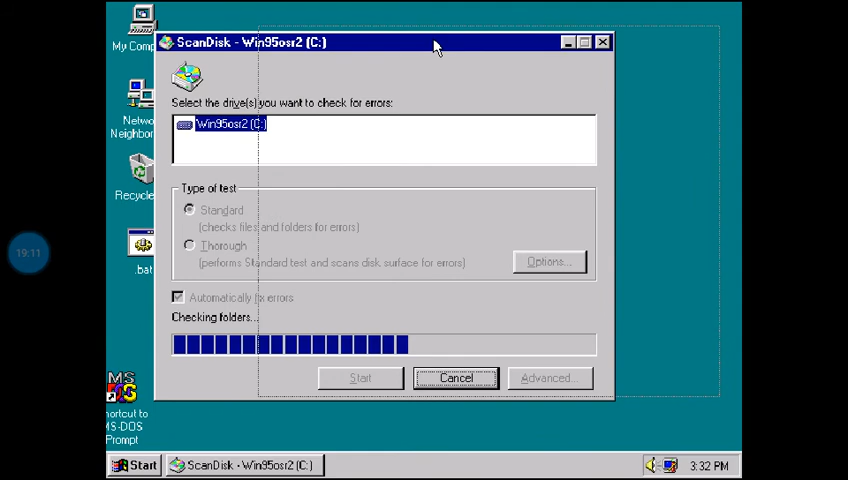 My Comp
Network
Neighbor
Recycle
.bat
MS
hortcut to
MS-DOS
Prompt
19:11
ScanDisk - Win95osr2 (C:)
Select the drive(s) you want to check for errors:
Win95osr2 (C:)
Type of test
Standard
(checks files and folders for errors)
Thorough
(performs Standard test and scans disk surface for errors)
Options...
Automatically fix errors
Checking folders...
Start
Cancel
Advanced...
Start
ScanDisk - Win95osr2 (C:)
3:32 PM